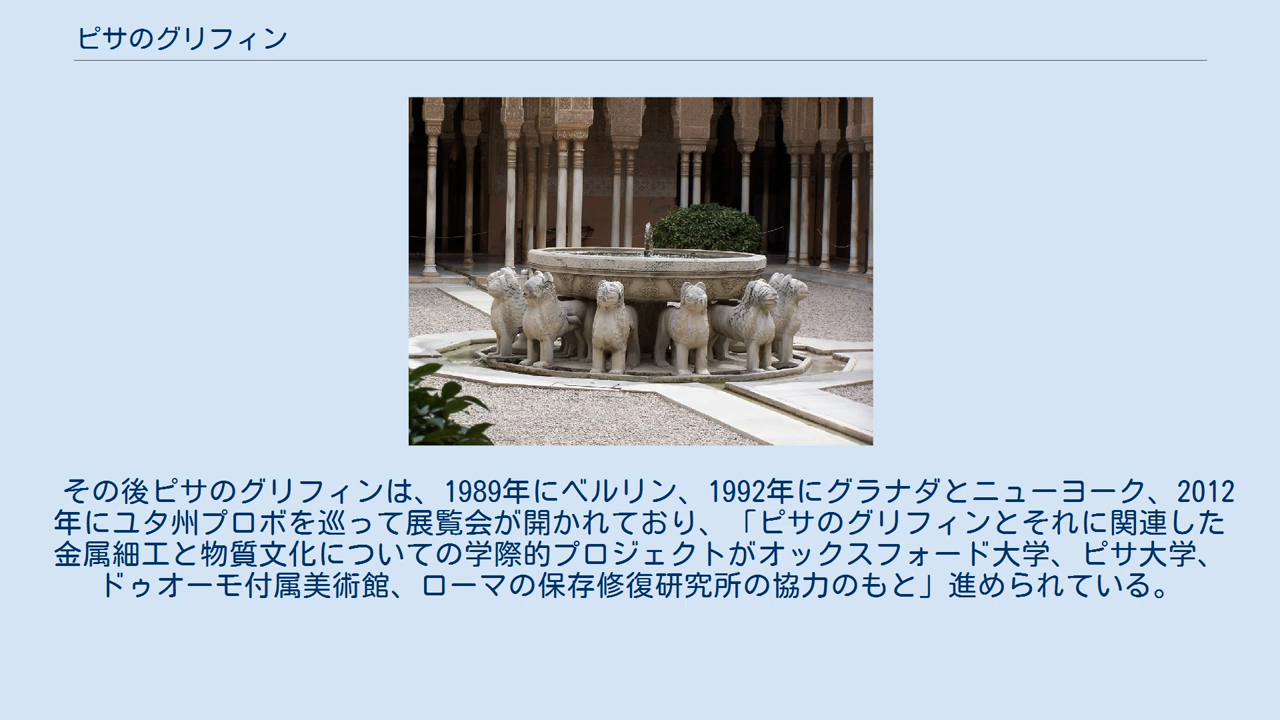 ピサのグリフィン
その後ピサのグリフィンは、1989年にベルリン、1992年にグラナダとニューヨーク、2012
年にユタ州プロボを巡って展覧会が開かれており、「ピサのグリフィンとそれに関連した
金属細工と物質文化についての学際的プロジェクトがオックスフォード大学、ピサ大学、
ドゥオーモ付属美術館、ローマの保存修復研究所の協力のもと」進められている。